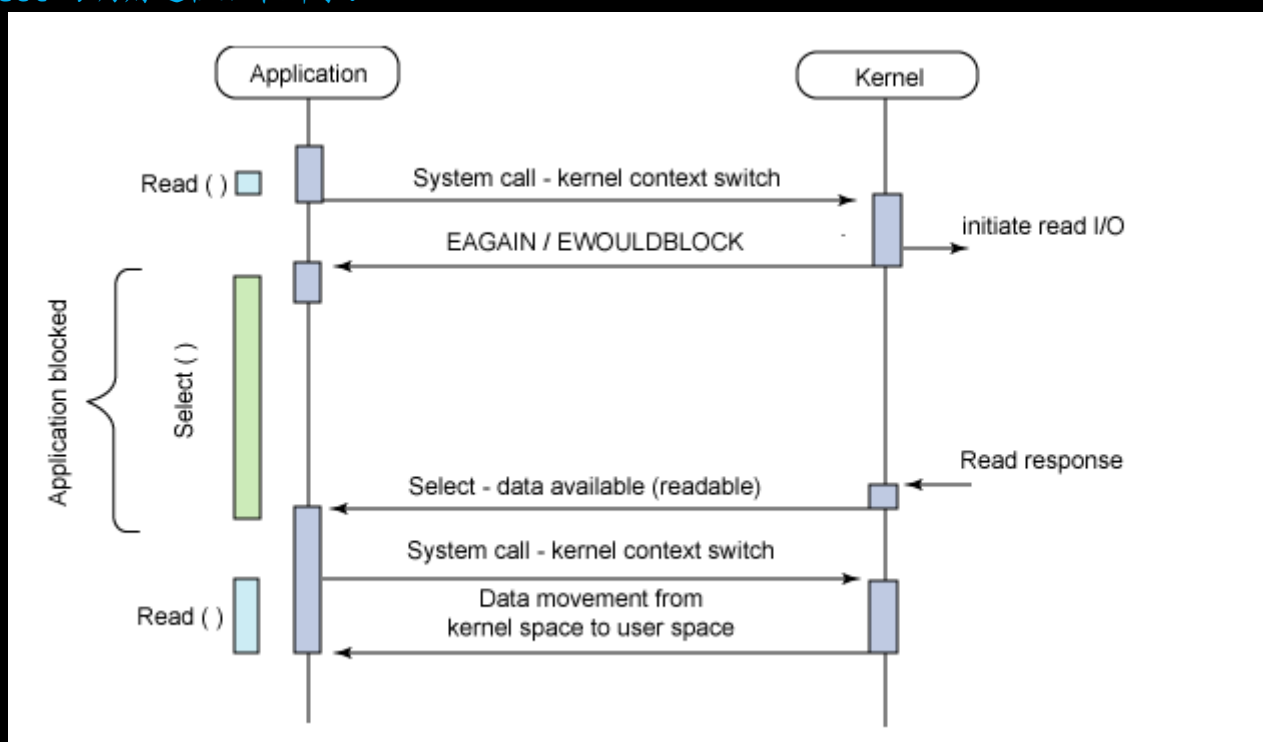 Application
Kernel
Read ( )
System call - kernel context switch
initiate read I/O
EAGAIN / EWOULDBLOCK
Application blocked
Select ( )
Read response
Select - data available (readable)
System call - kernel context switch
Read ( )
Data movement from
kernel space to user space